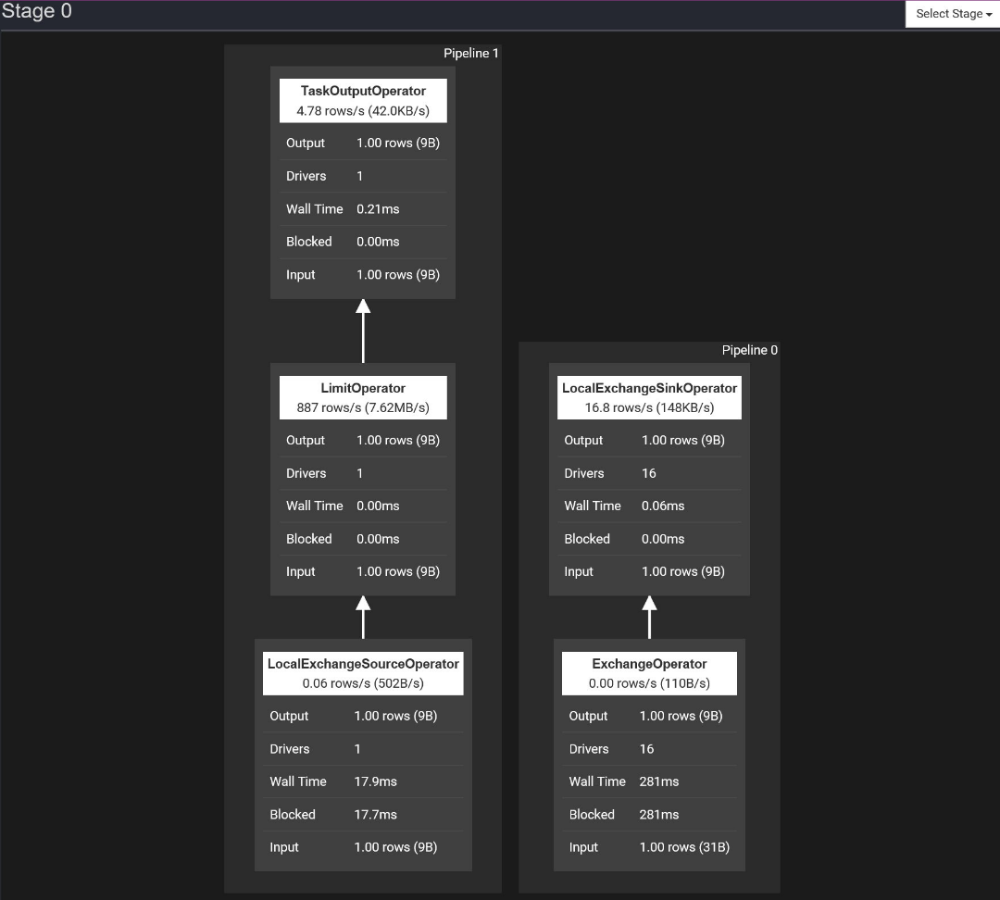 Stage 0
Select Stage
Pipeline 1
TaskOutputOperator
4.78 rows/s (42.0KB/s)
Output 1.00 rows (9B)
Drivers 1
Wall Time 0.21ms
Blocked 0.00ms
Input 1.00 rows (9B)
LimitOperator
887 rows/s (7.62MB/s)
Output 1.00 rows (9B)
Drivers 1
Wall Time 0.00ms
Blocked 0.00ms
Input 1.00 rows (9B)
LocalExchangeSourceOperator
0.06 rows/s (502B/s)
Output 1.00 rows (9B)
Drivers 1
Wall Time 17.9ms
Blocked 17.7ms
Input 1.00 rows (9B)
Pipeline 0
LocalExchangeSinkOperator
16.8 rows/s (148KB/s)
Output 1.00 rows (9B)
Drivers 16
Wall Time 0.06ms
Blocked 0.00ms
Input 1.00 rows (9B)
ExchangeOperator
0.00 rows/s (110B/s)
Output 1.00 rows (9B)
Drivers 16
Wall Time 281ms
Blocked 281ms
Input 1.00 rows (31B)